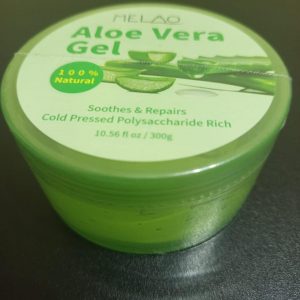 MELAO
Aloe Vera
Gel
100%
Natural
Soothes & Repairs
Cold Pressed Polysaccharide Rich
10.56 fl oz / 300g